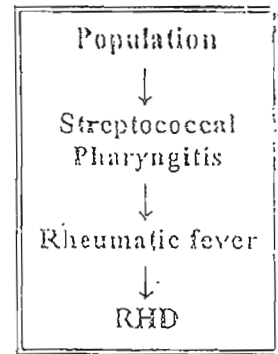 Population
↓
Streptococcal
Pharyngitis
↓
Rheumatic fever
↓
RHD